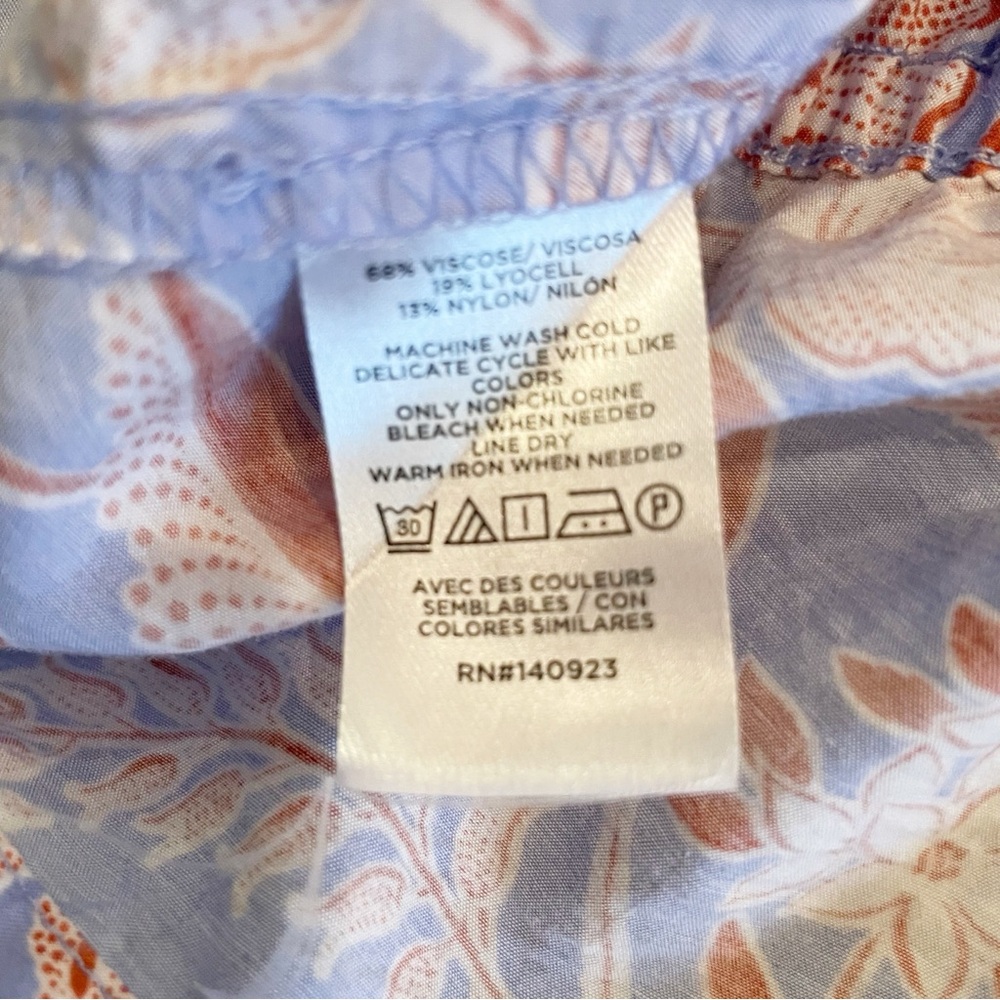 68% VISCOSE/ VISCOSA
19% LYOCELL
13% NYLON/ NILÓN
MACHINE WASH COLD
DELICATE CYCLE WITH LIKE
COLORS
ONLY NON-CHLORINE
BLEACH WHEN NEEDED
LINE DRY
WARM IRON WHEN NEEDED
30 P
AVEC DES COULEURS
SEMBLABLES / CON
COLORES SIMILARES
RN#140923